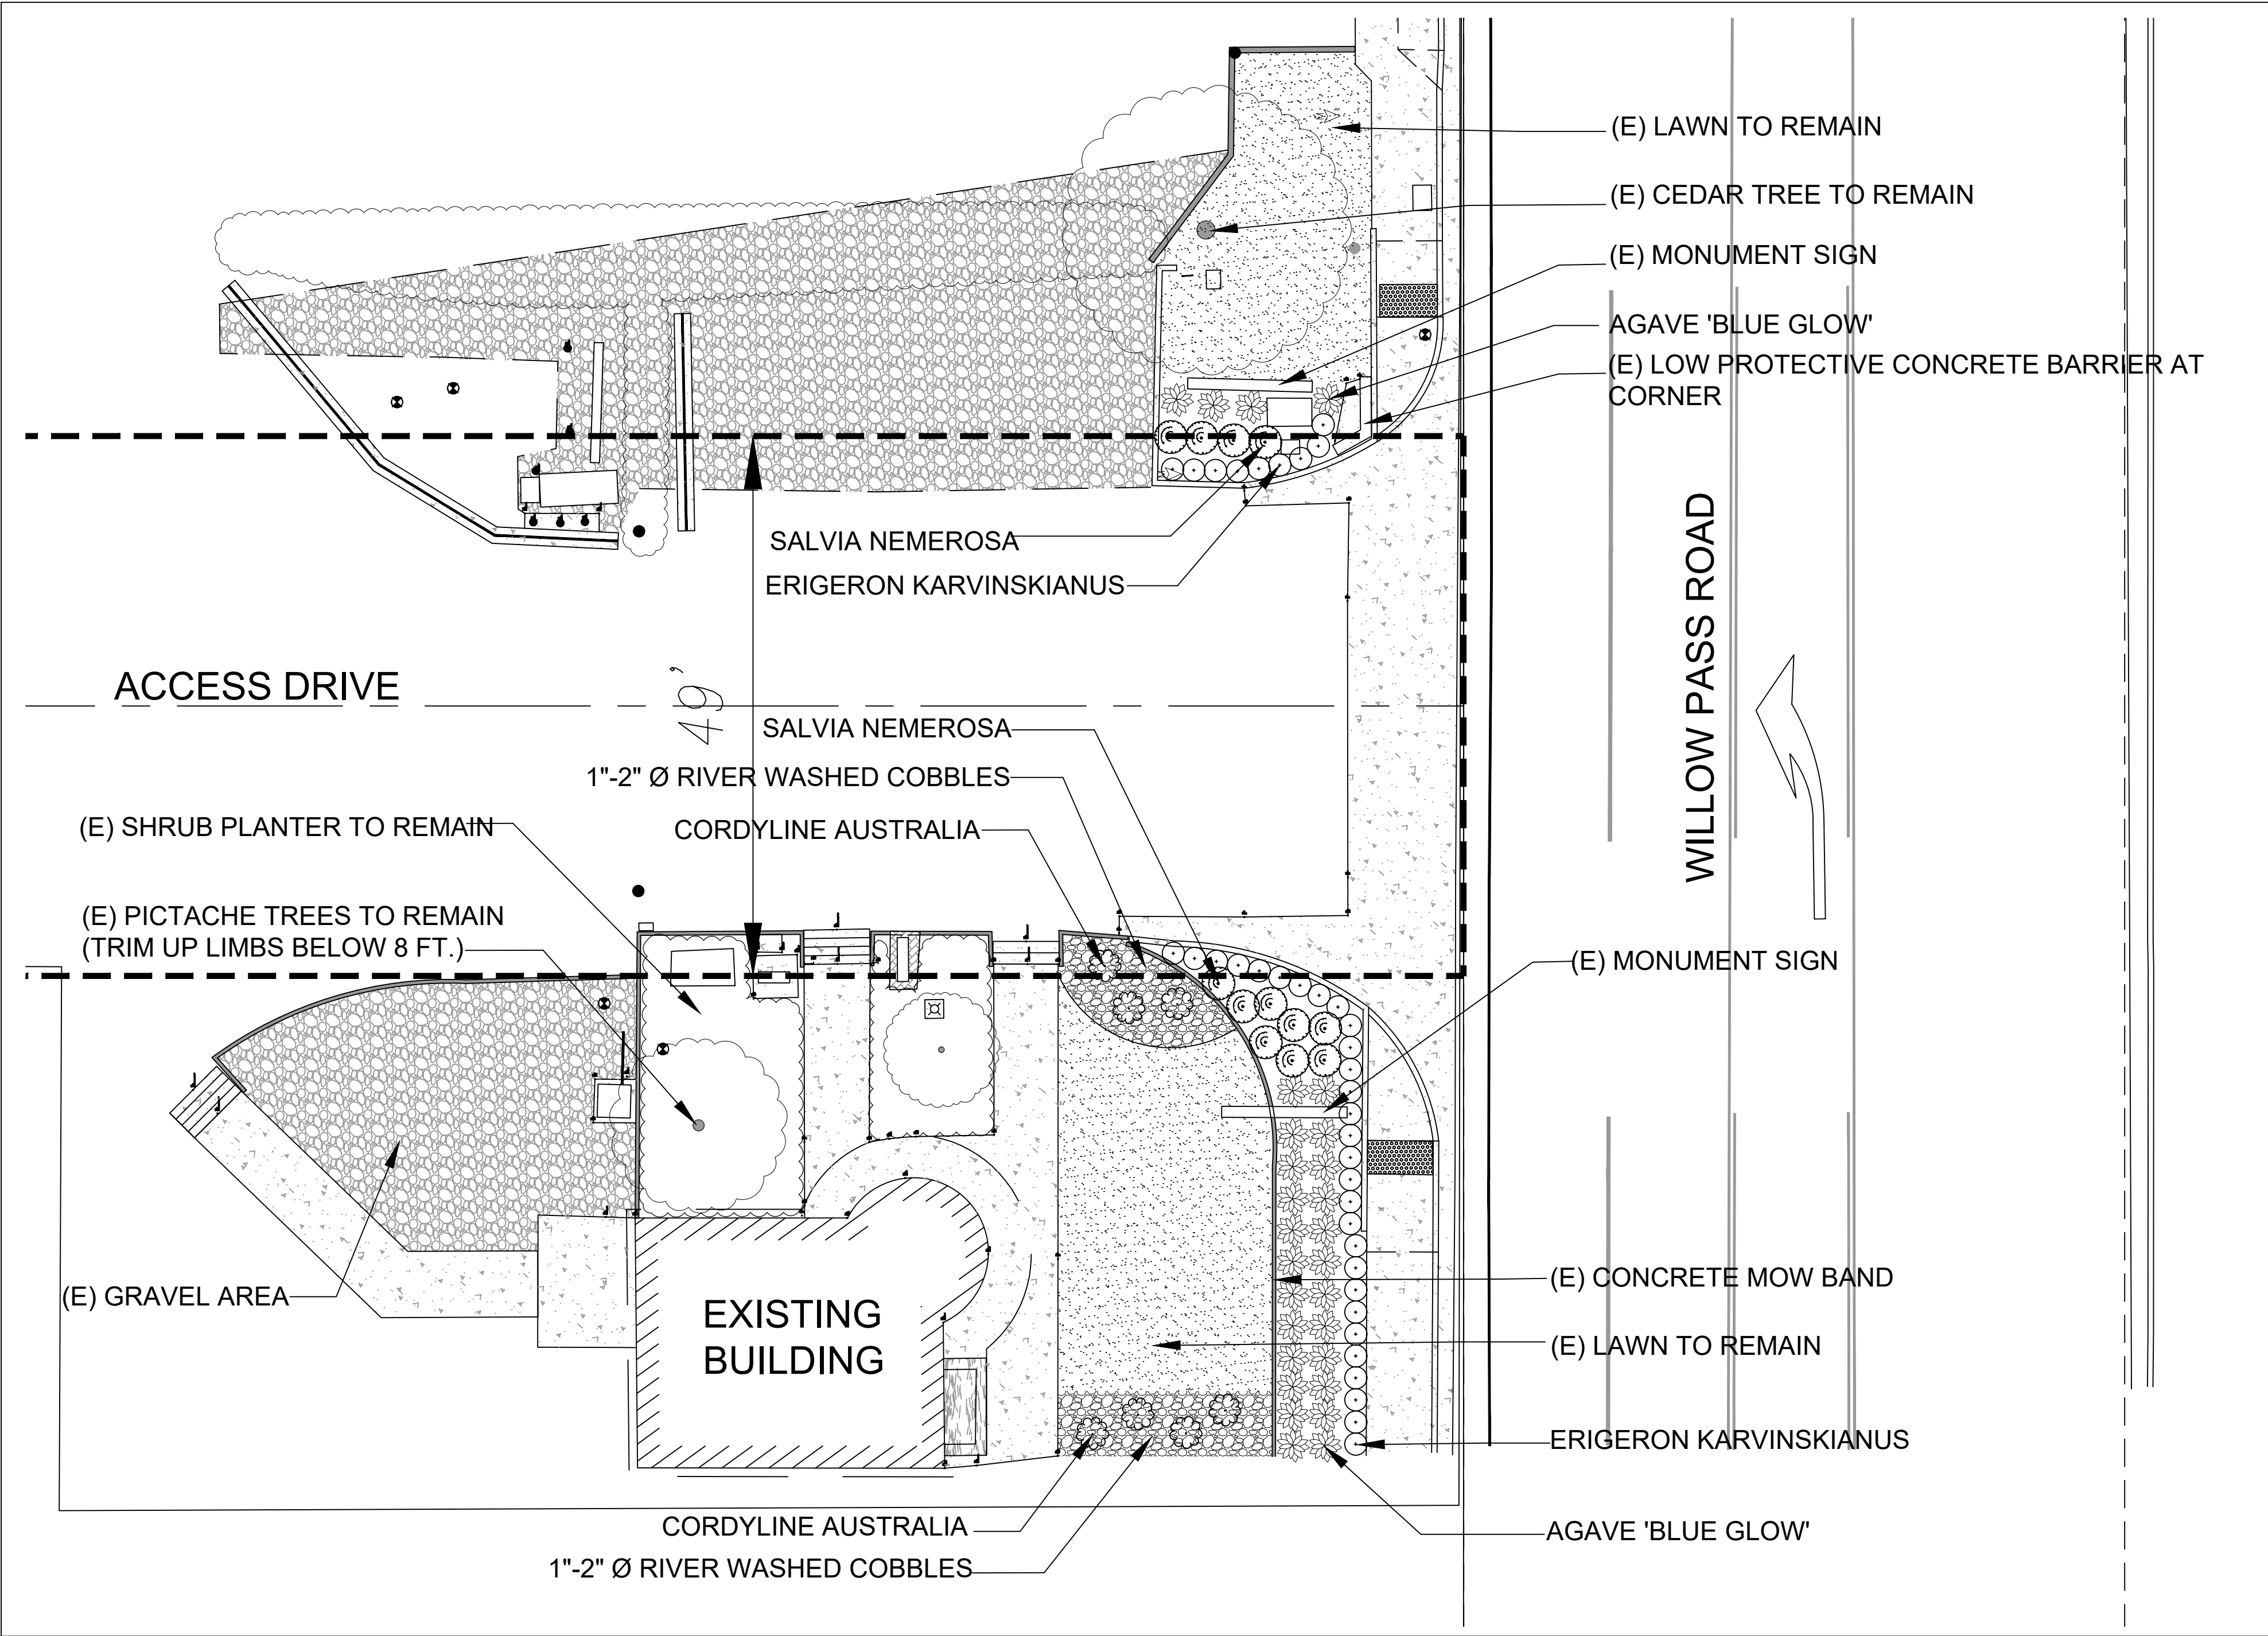 (E) LAWN TO REMAIN
(E) CEDAR TREE TO REMAIN
(E) MONUMENT SIGN
AGAVE 'BLUE GLOW'
(E) LOW PROTECTIVE CONCRETE BARRIER AT
CORNER
SALVIA NEMEROSA
ERIGERON KARVINSKIANUS
WILLOW PASS ROAD
ACCESS DRIVE
49'
SALVIA NEMEROSA
1"-2" Ø RIVER WASHED COBBLES
CORDYLINE AUSTRALIA
(E) SHRUB PLANTER TO REMAIN
(E) PICTACHE TREES TO REMAIN
(TRIM UP LIMBS BELOW 8 FT.)
(E) MONUMENT SIGN
(E) GRAVEL AREA
EXISTING
BUILDING
(E) CONCRETE MOW BAND
(E) LAWN TO REMAIN
ERIGERON KARVINSKIANUS
CORDYLINE AUSTRALIA
AGAVE 'BLUE GLOW'
1"-2" Ø RIVER WASHED COBBLES